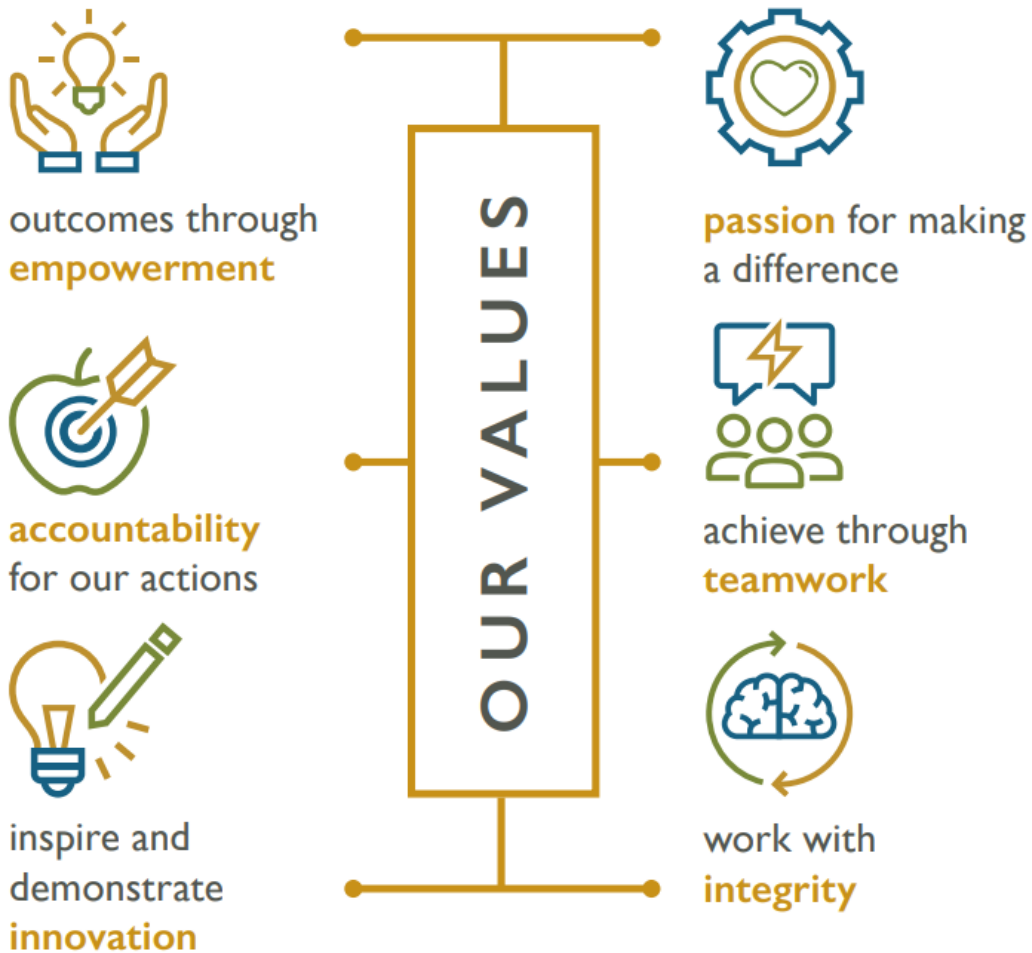 outcomes through
empowerment
accountability
for our actions
inspire and
demonstrate
innovation
OUR VALUES
passion for making
a difference
achieve through
teamwork
work with
integrity